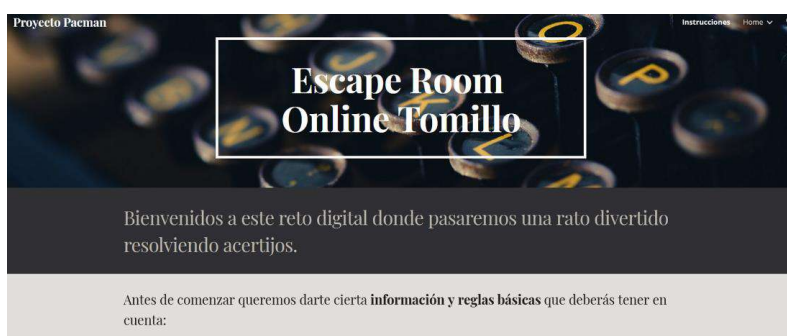 Proyecto Pacman
Instrucciones Home
Escape Room
Online Tomillo
Bienvenidos a este reto digital donde pasaremos una rato divertido
resolviendo acertijos.
Antes de comenzar queremos darte cierta información y reglas básicas que deberás tener en
cuenta: